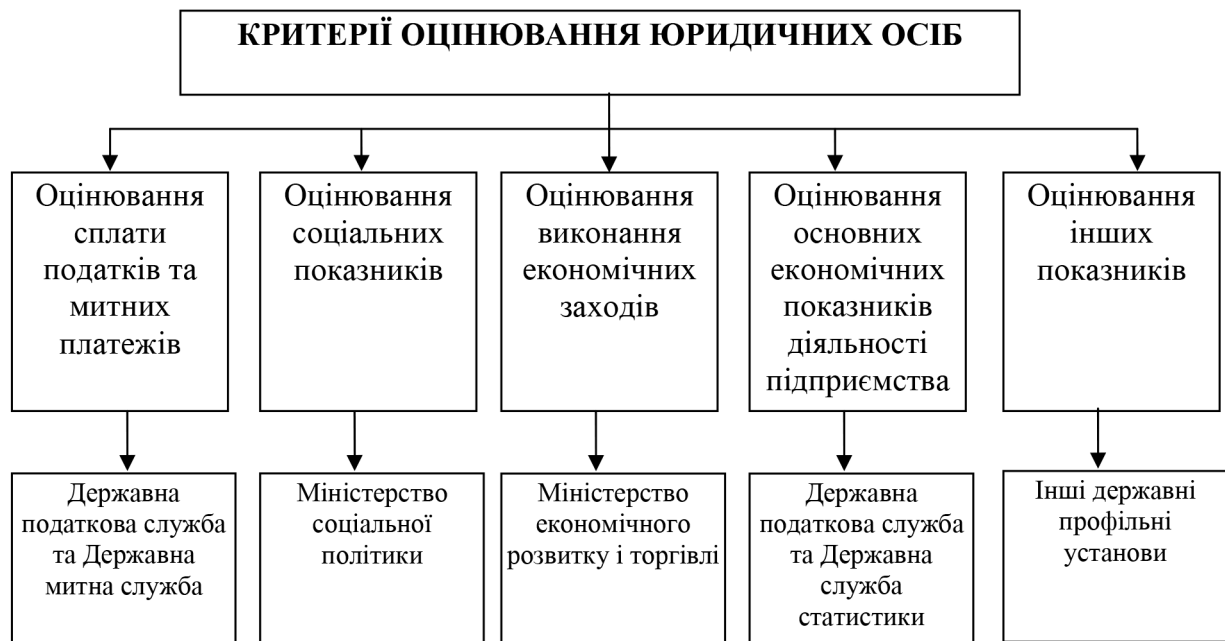 КРИТЕРІЇ ОЦІНЮВАННЯ ЮРИДИЧНИХ ОСІБ
Оцінювання
сплати
податків та
митних
платежів
Оцінювання
соціальних
показників
Оцінювання
виконання
економічних
заходів
Оцінювання
основних
економічних
показників
діяльності
підприємства
Оцінювання
інших
показників
Державна
податкова служба
та Державна
митна служба
Міністерство
соціальної
політики
Міністерство
економічного
розвитку і торгівлі
Державна
податкова служба
та Державна
служба
статистики
Інші державні
профільні
установи